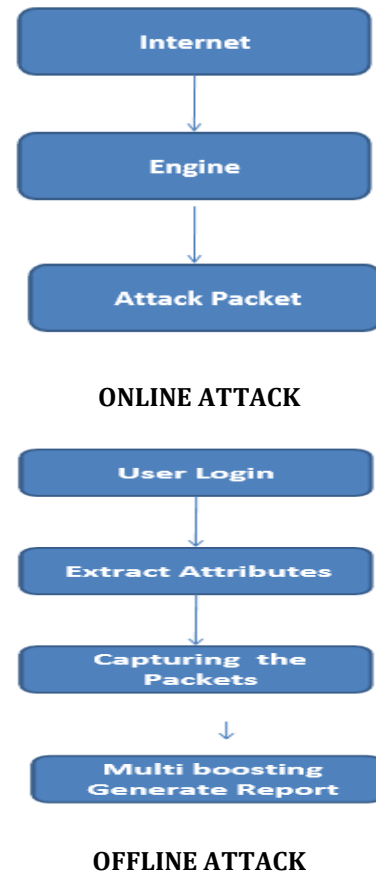 Internet
Engine
Attack Packet
ONLINE ATTACK
User Login
Extract Attributes
Capturing the
Packets
Multi boosting
Generate Report
OFFLINE ATTACK